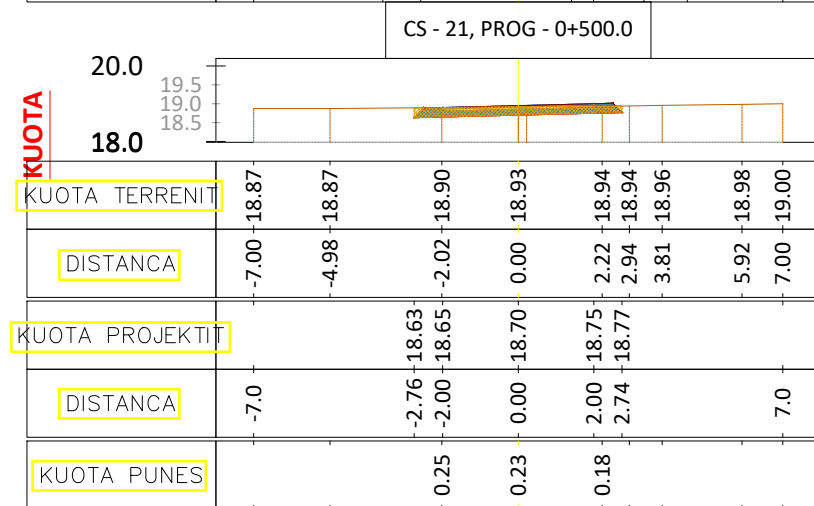 CS - 21, PROG - 0+500.0
20.0
19.5
19.0
18.5
18.0
KUOTA
KUOTA TERRENIT 18.87 18.87 18.90 18.93 18.94 18.94 18.96 18.98 19.00
DISTANCA -7.00 -4.98 -2.02 0.00 2.22 2.94 3.81 5.92 7.00
KUOTA PROJEKTIT 18.63 18.65 18.70 18.75 18.77
DISTANCA -7.0 -2.76 -2.00 0.00 2.00 2.74 7.0
KUOTA PUNES 0.25 0.23 0.18